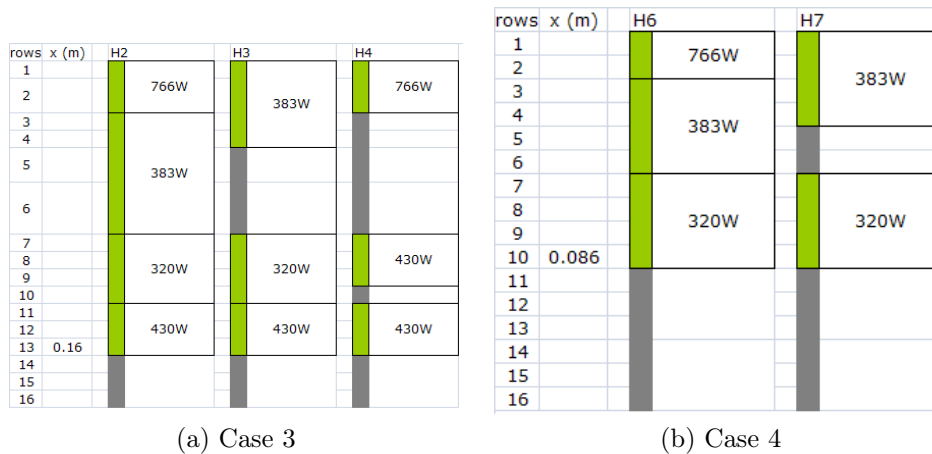 rows x (m) H2 H3 H4
1
766W 766W
2
383W
3
4
5
383W
6
7
8 430W
320W 320W
9
10
11
12 430W 430W 430W
13 0.16
14
15
16
(a) Case 3
rows x (m) H6 H7
1
766W
2
383W
3
4
383W
5
6
7
8
320W 320W
9
10 0.086
11
12
13
14
15
16
(b) Case 4